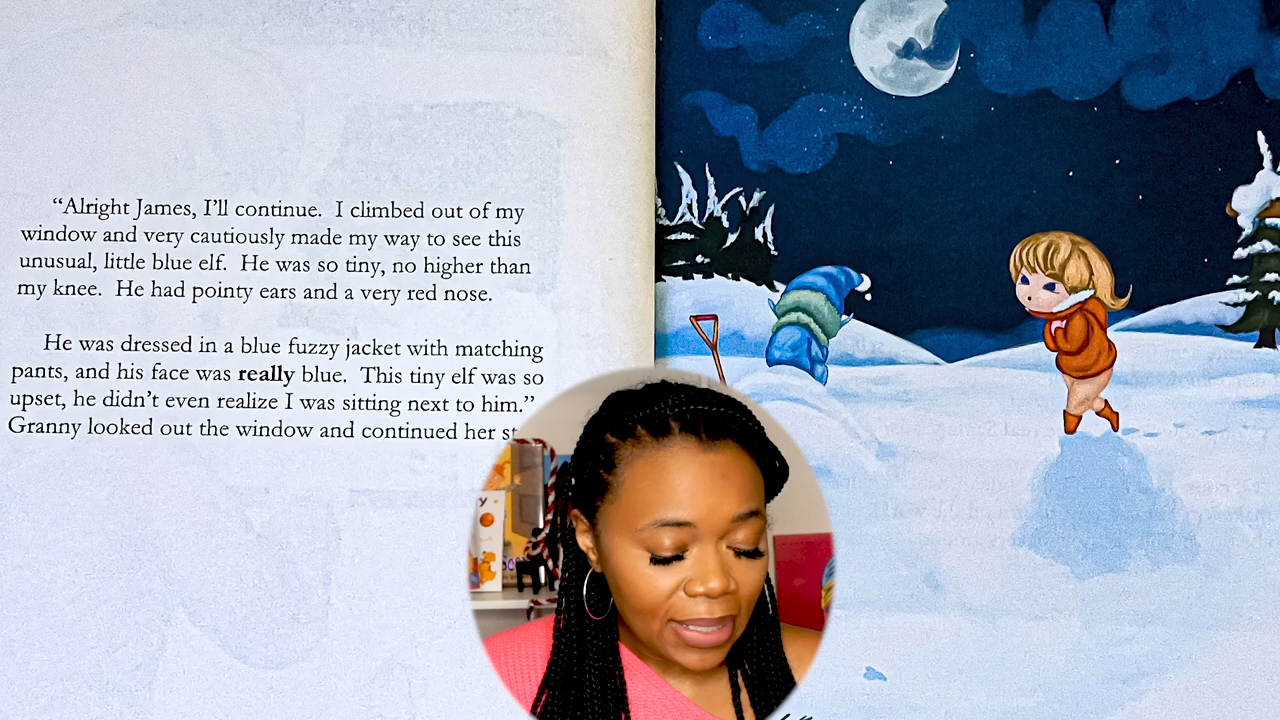 “Alright James, I’ll continue.  I climbed out of my
window and very cautiously made my way to see this
unusual, little blue elf.  He was so tiny, no higher than
my knee.  He had pointy ears and a very red nose.
He was dressed in a blue fuzzy jacket with matching
pants, and his face was really blue.  This tiny elf was so
upset, he didn’t even realize I was sitting next to him.”
Granny looked out the window and continued her